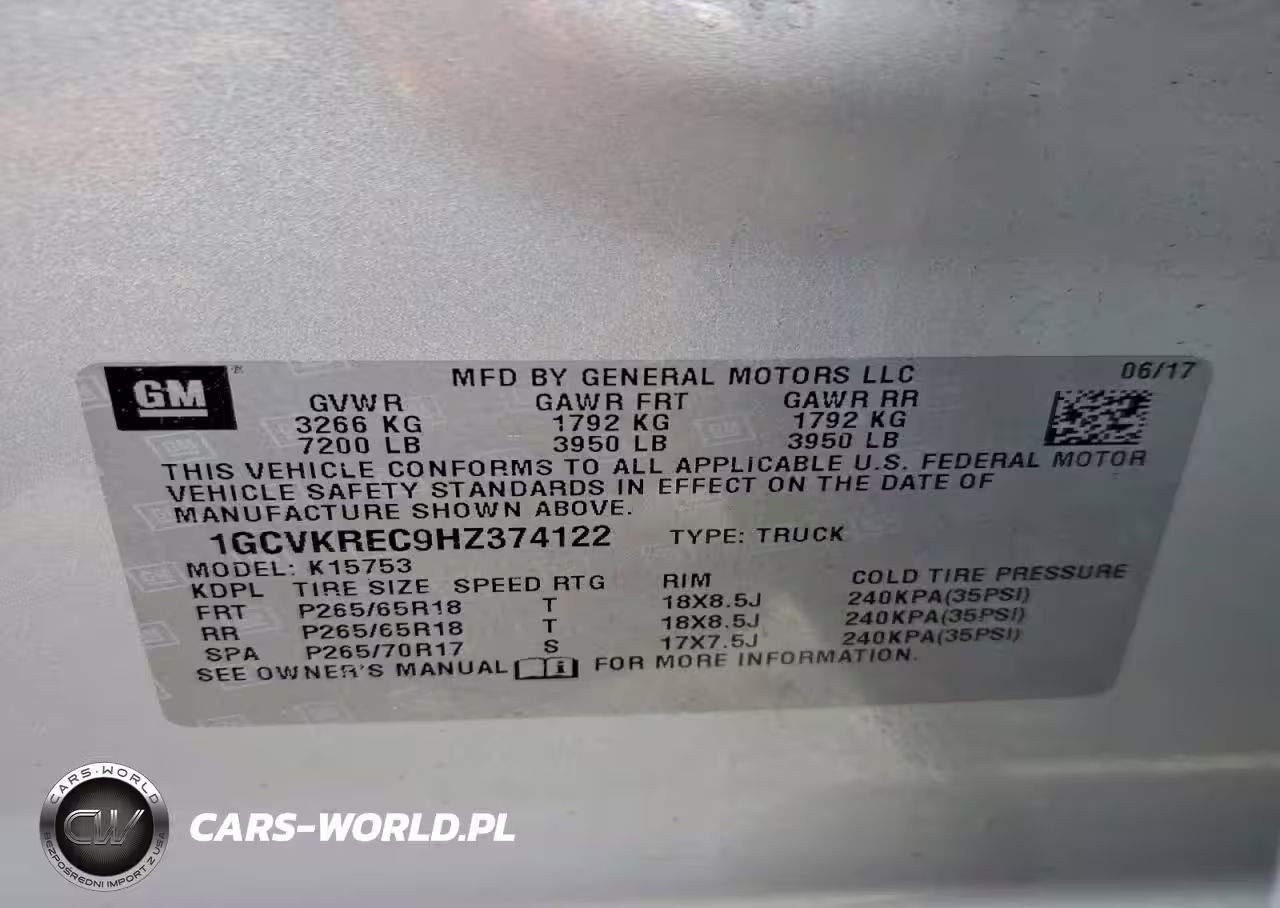 GM
MFD BY GENERAL MOTORS LLC 06/17
GVWR GAWR FRT GAWR RR
3266 KG 1792 KG 1792 KG
7200 LB 3950 LB 3950 LB
THIS VEHICLE CONFORMS TO ALL APPLICABLE U.S. FEDERAL MOTOR
VEHICLE SAFETY STANDARDS IN EFFECT ON THE DATE OF
MANUFACTURE SHOWN ABOVE.
1GCVKREC9HZ374122 TYPE: TRUCK
MODEL: K15753
KDPL TIRE SIZE SPEED RTG RIM COLD TIRE PRESSURE
FRT P265/65R18 T 18X8.5J 240KPA(35PSI)
RR P265/65R18 T 18X8.5J 240KPA(35PSI)
SPA P265/70R17 S 17X7.5J 240KPA(35PSI)
SEE OWNER'S MANUAL FOR MORE INFORMATION.
CARS-WORLD
CW
BEZPOŚREDNI IMPORT Z USA
CARS-WORLD.PL